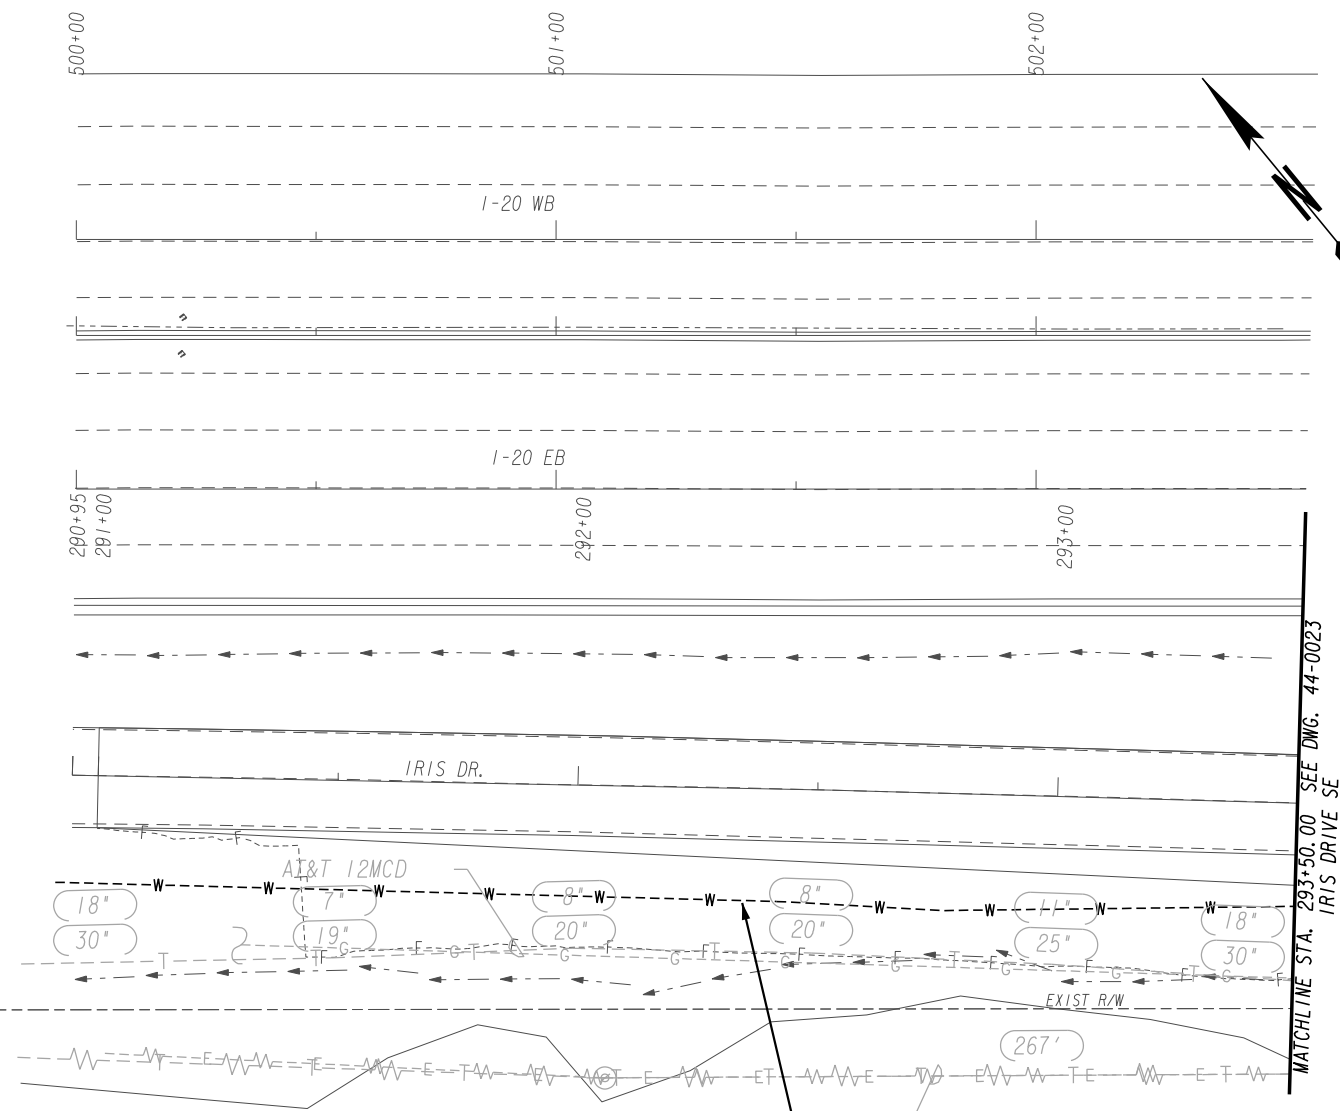 500+00
501+00
502+00
N
I-20 WB
I-20 EB
290+95
291+00
292+00
293+00
IRIS DR.
F F
AT&T 12MCD
W W W W W W W W W W
18" 7" 8" 8" 11" 18"
30" 19" 20" 20" 25" 30"
T T F G F G T F G F G F T F G T F G F T G F
EXIST R/W
267'
T E T E E T E T E E T E T D E T E E T
MATCHLINE STA. 293+50.00 SEE DWG. 44-0023
IRIS DRIVE SE